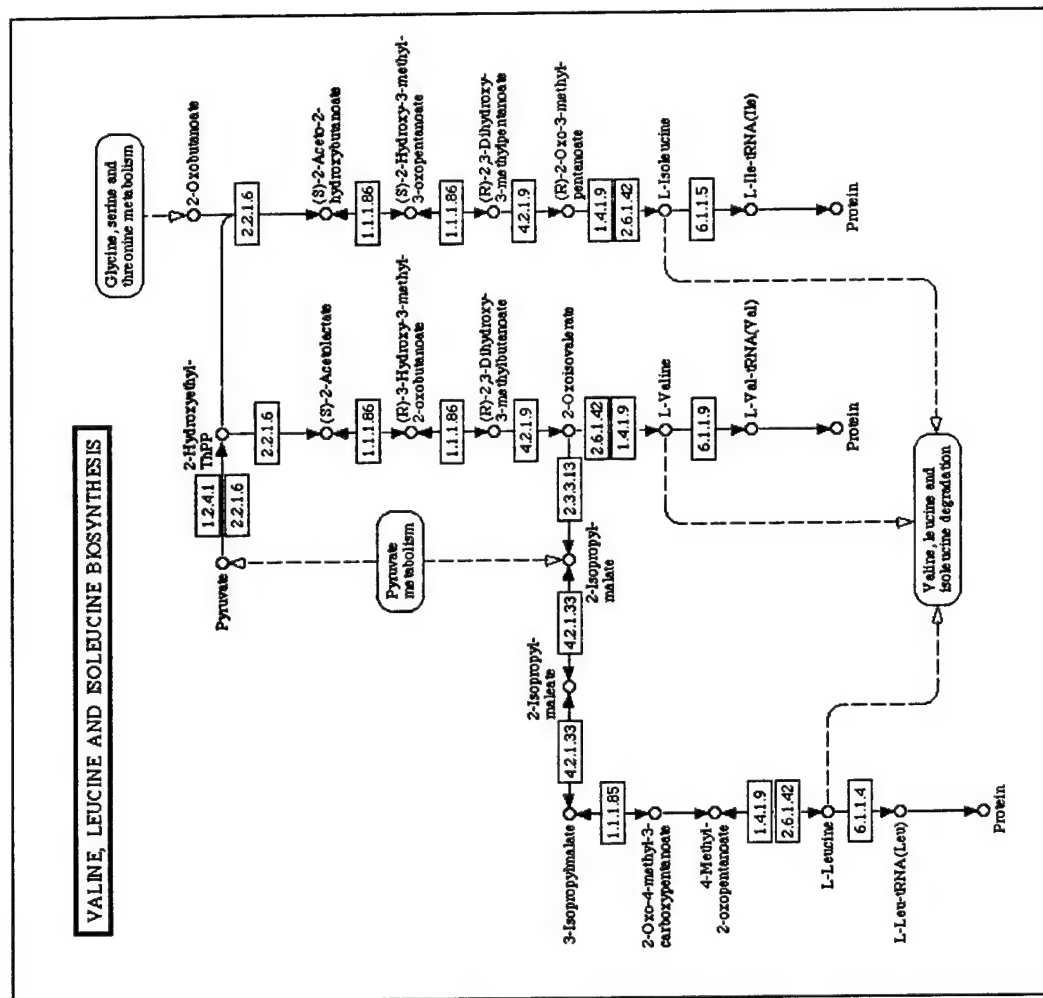 VALINE, LEUCINE AND ISOLEUCINE BIOSYNTHESIS
Glycine, serine and
threonine metabolism
2-Oxobutanoate
2-Hydroxyethyl-
ThPP
1.2.4.1
2.2.1.6
Pyruvate
2.2.1.6
2.2.1.6
Pyruvate
metabolism
(S)-2-Acetolactate
(S)-2-Aceto-2-
hydroxybutanoate
1.1.1.86
1.1.1.86
(R)-3-Hydroxy-3-methyl-
2-oxobutanoate
(S)-2-Hydroxy-3-methyl-
3-oxopentanoate
1.1.1.86
1.1.1.86
(R)-2,3-Dihydroxy-
3-methylbutanoate
(R)-2,3-Dihydroxy-
3-methylpentanoate
4.2.1.9
4.2.1.9
2-Isopropyl-
maleate
3-Isopropylmalate
4.2.1.33
4.2.1.33
2-Isopropyl-
malate
2.3.3.13
2-Oxoisovalerate
(R)-2-Oxo-3-methyl-
pentanoate
1.1.1.85
2.6.1.42
1.4.1.9
1.4.1.9
2.6.1.42
2-Oxo-4-methyl-3-
carboxypentanoate
L-Valine
L-Isoleucine
4-Methyl-
2-oxopentanoate
6.1.1.9
6.1.1.5
1.4.1.9
2.6.1.42
L-Val-tRNA(Val)
L-Ile-tRNA(Ile)
L-Leucine
Protein
Protein
6.1.1.4
L-Leu-tRNA(Leu)
Valine, leucine and
isoleucine degradation
Protein